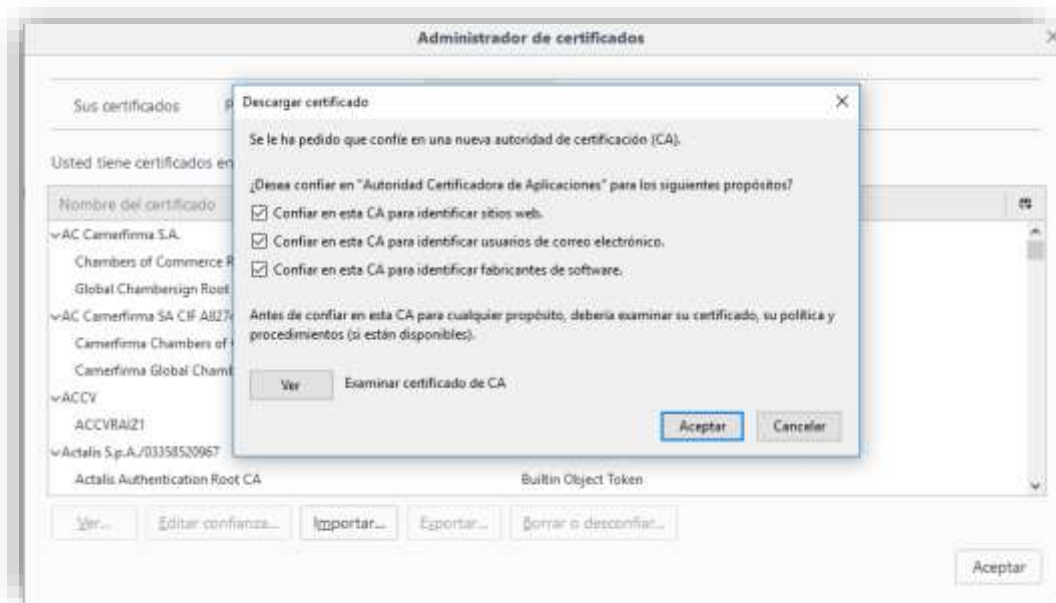 Administrador de certificados
Sus certificados
Descargar certificado
Se le ha pedido que confíe en una nueva autoridad de certificación (CA).
Usted tiene certificados en
¿Desea confiar en "Autoridad Certificadora de Aplicaciones" para los siguientes propósitos?
Nombre del certificado
Confiar en esta CA para identificar sitios web.
AC Camerfirma S.A.
Confiar en esta CA para identificar usuarios de correo electrónico.
Chambers of Commerce R
Confiar en esta CA para identificar fabricantes de software.
Global Chambersign Root
AC Camerfirma SA CIF A827
Antes de confiar en esta CA para cualquier propósito, debería examinar su certificado, su política y
procedimientos (si están disponibles).
Camerfirma Chambers of
Camerfirma Global Chamb
Ver Examinar certificado de CA
ACCV
ACCVRAIZ1
Aceptar Cancelar
Actalis S.p.A./03358520967
Actalis Authentication Root CA Builtin Object Token
Ver... Editar confianza... Importar... Exportar... Borrar o desconfiar...
Aceptar